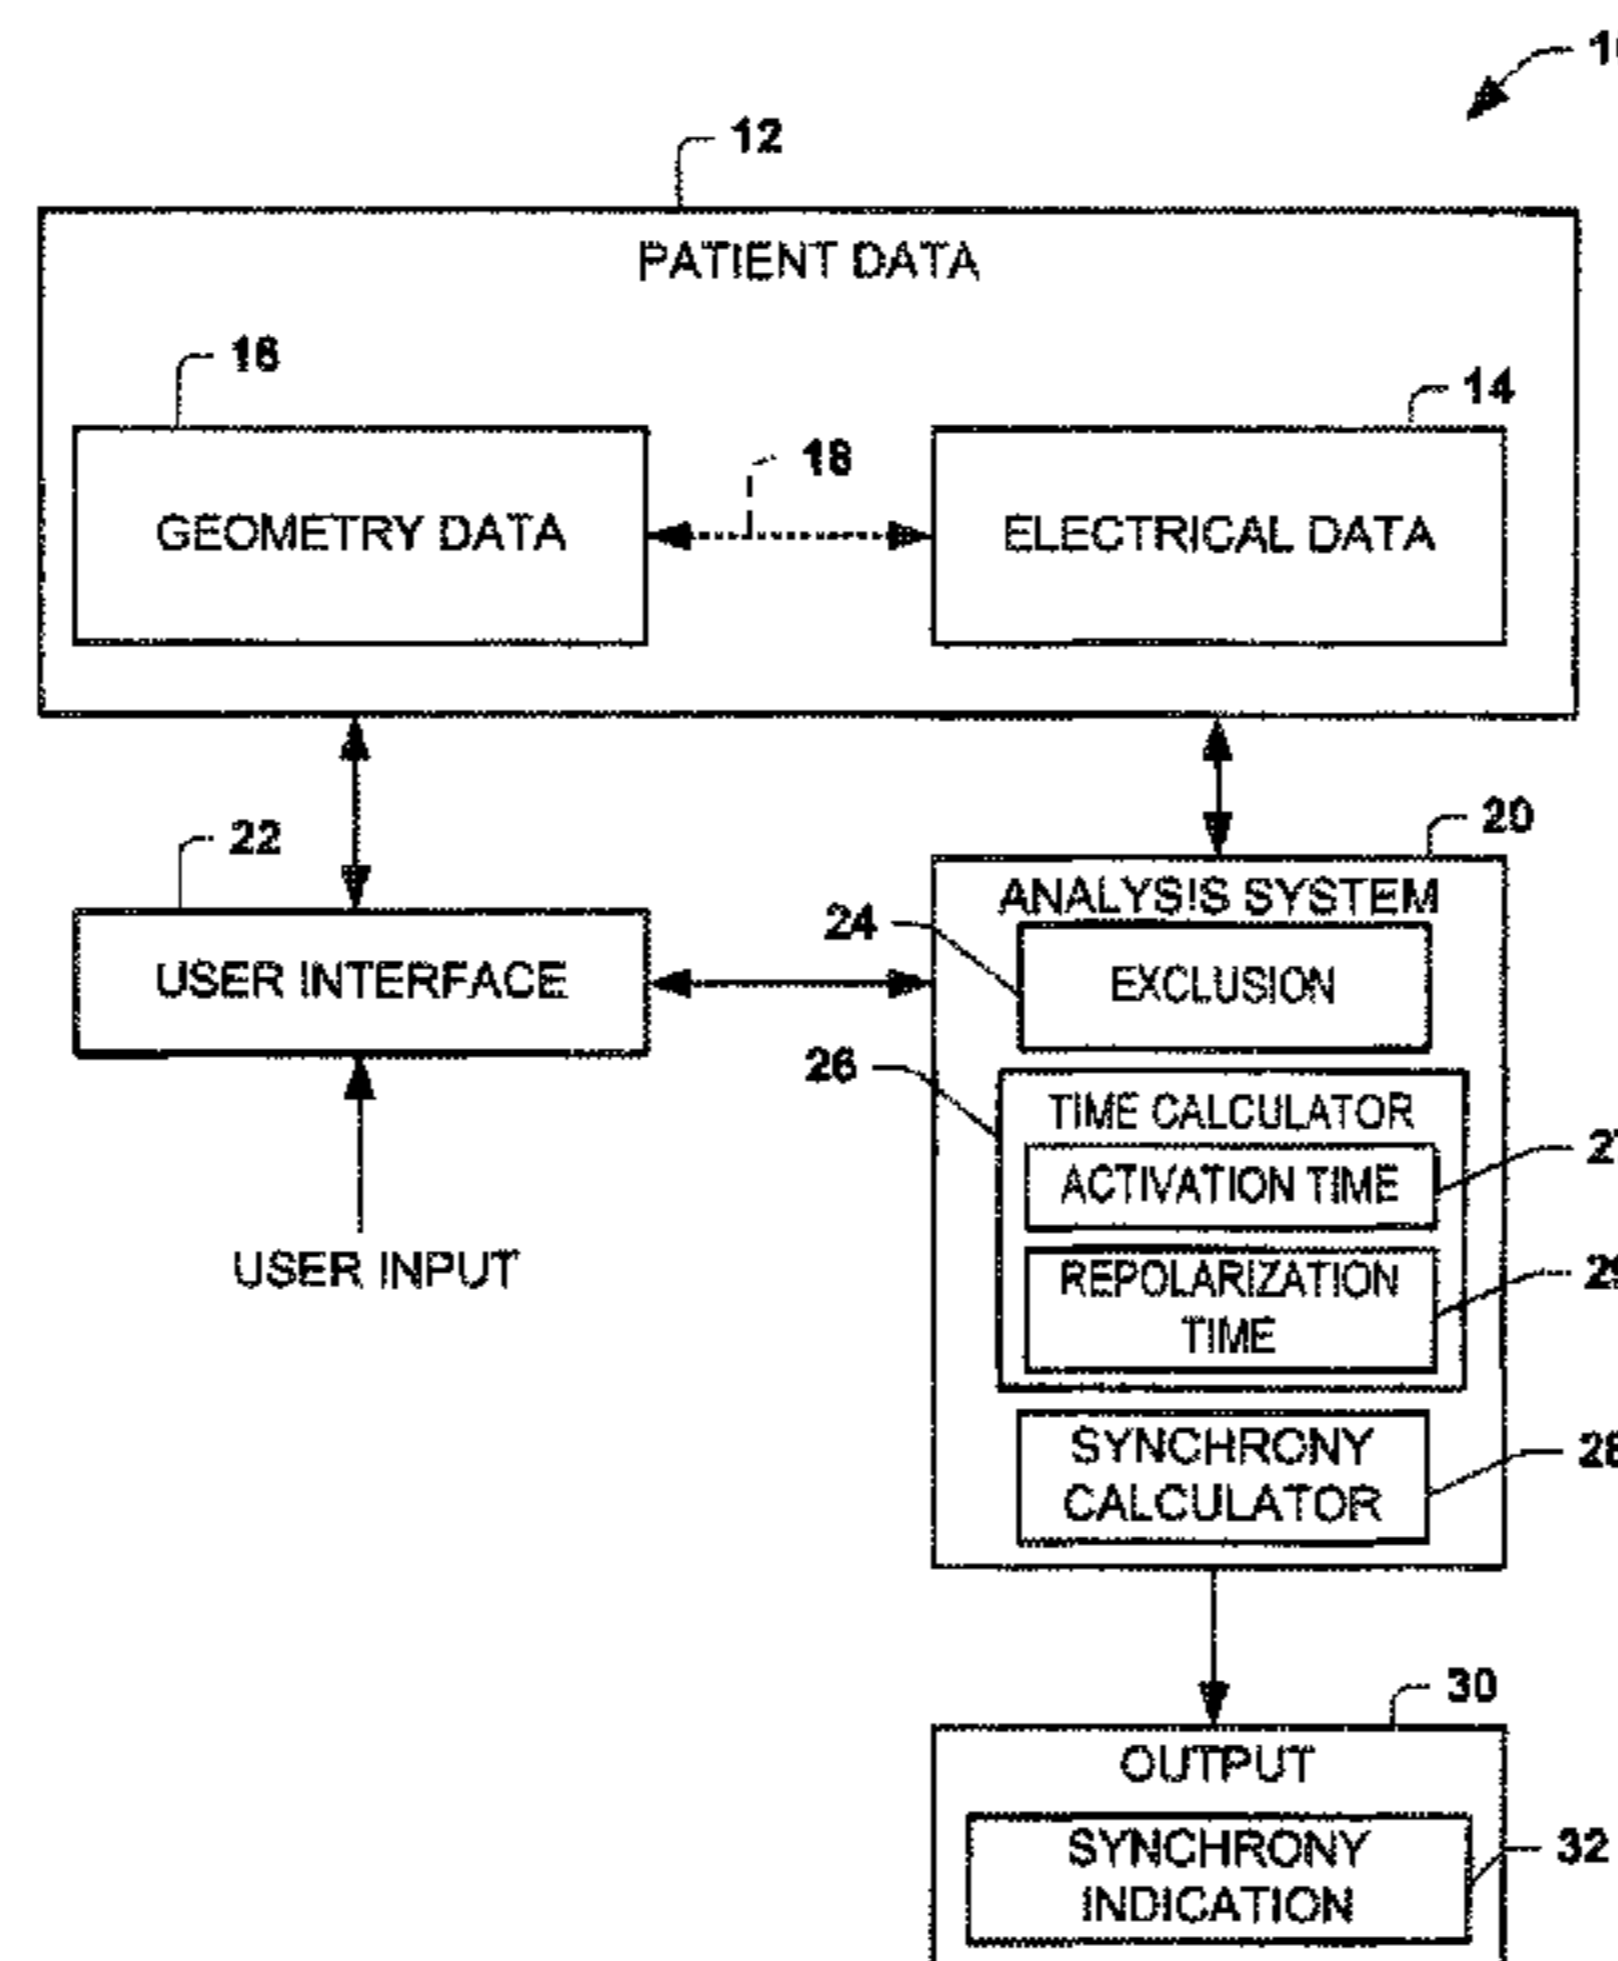 12
PATIENT DATA
16
14
18
GEOMETRY DATA
ELECTRICAL DATA
22
20
ANALYSIS SYSTEM
24
EXCLUSION
USER INTERFACE
26
TIME CALCULATOR
ACTIVATION TIME
REPOLARIZATION
TIME
USER INPUT
SYNCHRONY
CALCULATOR
28
30
OUTPUT
SYNCHRONY
INDICATION
32